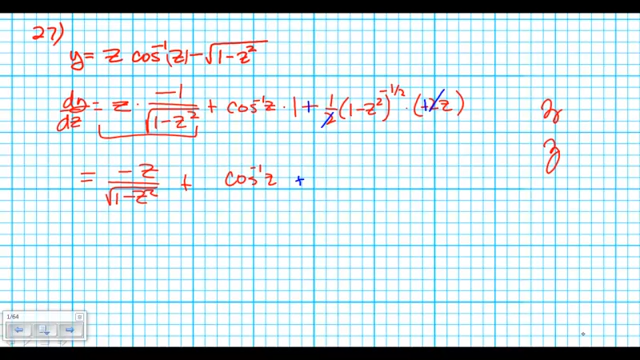 27)
y = z cos⁻¹(z) − √(1−z²)
dy/dz = z · −1/√(1−z²) + cos⁻¹z · 1 + 1/2 (1−z²)^(−1/2) · (+2z)
= −z/√(1−z²) + cos⁻¹z +
z
z
1/64